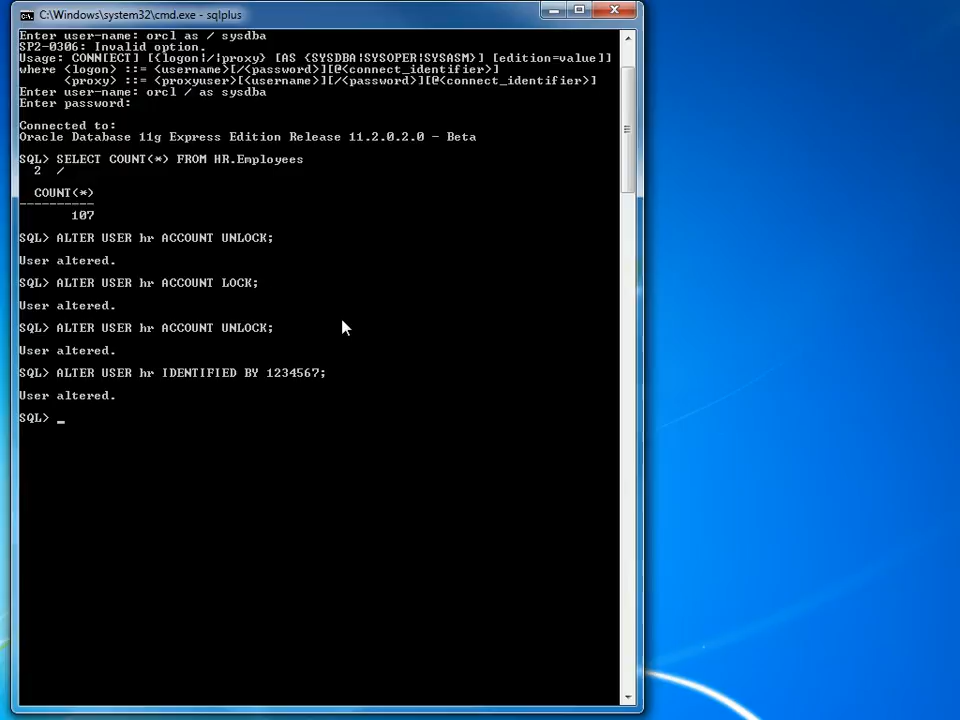 C:\Windows\system32\cmd.exe - sqlplus
Enter user-name: orcl as / sysdba
SP2-0306: Invalid option.
Usage: CONN[ECT] [{logon|/|proxy} [AS {SYSDBA|SYSOPER|SYSASM}] [edition=value]]
where <logon> ::= <username>[/<password>][@<connect_identifier>]
<proxy> ::= <proxyuser>[<username>][/<password>][@<connect_identifier>]
Enter user-name: orcl / as sysdba
Enter password:
Connected to:
Oracle Database 11g Express Edition Release 11.2.0.2.0 - Beta
SQL> SELECT COUNT(*) FROM HR.Employees
2 /
COUNT(*)
----------
107
SQL> ALTER USER hr ACCOUNT UNLOCK;
User altered.
SQL> ALTER USER hr ACCOUNT LOCK;
User altered.
SQL> ALTER USER hr ACCOUNT UNLOCK;
User altered.
SQL> ALTER USER hr IDENTIFIED BY 1234567;
User altered.
SQL> _